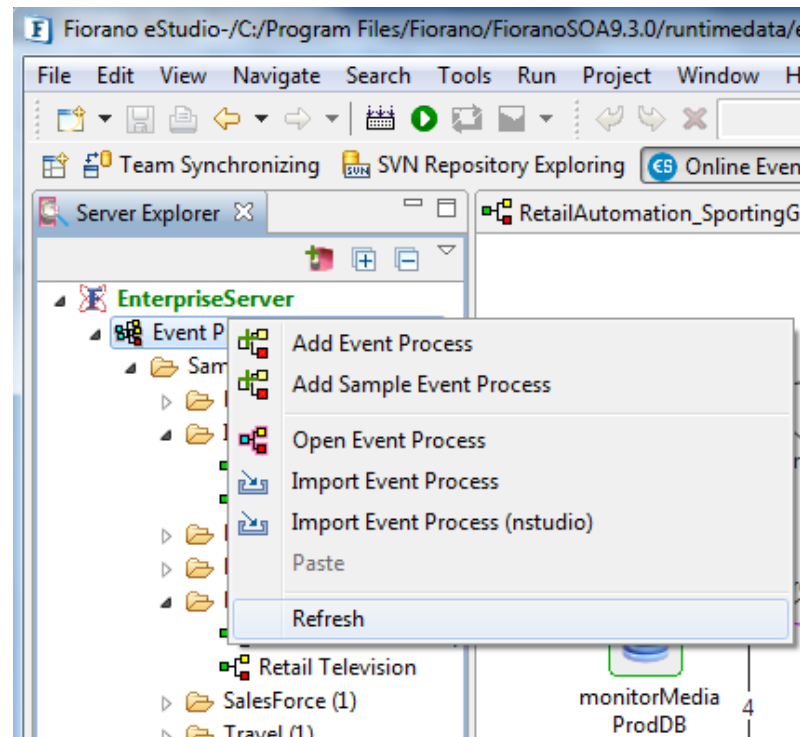 Fiorano eStudio-/C:/Program Files/Fiorano/FioranoSOA9.3.0/runtimedata/e
File Edit View Navigate Search Tools Run Project Window H
Team Synchronizing SVN Repository Exploring Online Even
Server Explorer
RetailAutomation_SportingG
EnterpriseServer
Event P
Add Event Process
Sam
Add Sample Event Process
Open Event Process
Import Event Process
Import Event Process (nstudio)
Paste
Refresh
Retail Television
SalesForce (1)
monitorMedia
ProdDB
4
Travel (1)